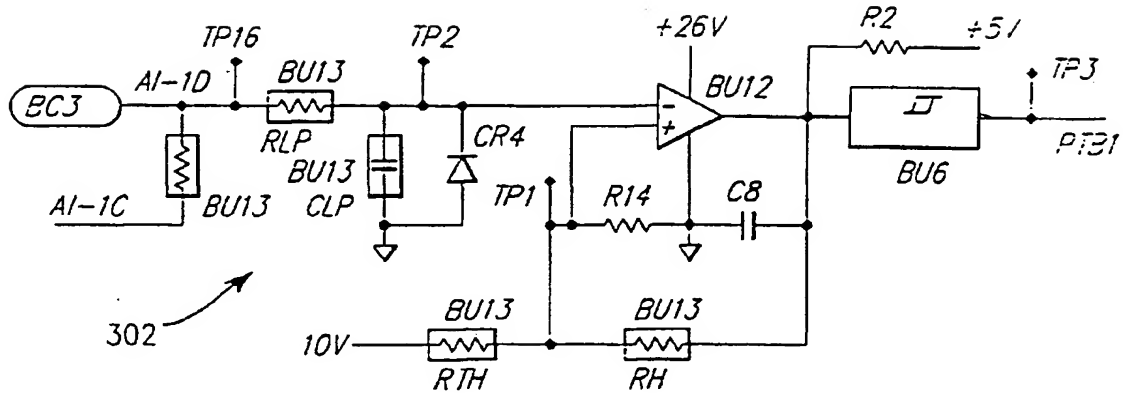 +26V
R2
+5V
TP16
TP2
TP3
AI-1D
BU13
BU12
BC3
RLP
BU13
CLP
CR4
BU6
PTB1
BU13
AI-1C
TP1
R14
C8
302
10V
BU13
RTH
BU13
RH